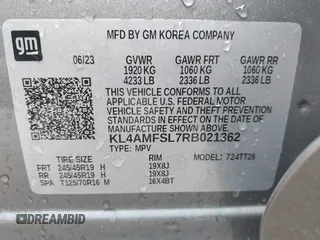 gm
MFD BY GM KOREA COMPANY
06/23 GVWR GAWR FRT GAWR RR
1920 KG 1060 KG 1060 KG
4233 LB 2336 LB 2336 LB
THIS VEHICLE CONFORMS TO ALL APPLICABLE
U.S. FEDERAL MOTOR VEHICLE SAFETY,
BUMPER, AND THEFT PREVENTION STANDARDS
IN EFFECT ON THE DATE OF
MANUFACTURE SHOWN ABOVE.
KL4AMFSL7RB021362
TYPE: MPV MODEL: 724TT26
TIRE SIZE RIM
FRT 245/45R19 H 19X8J
RR 245/45R19 H 19X8J
SP T125/70R16 M 16X4BT
DREAMBID